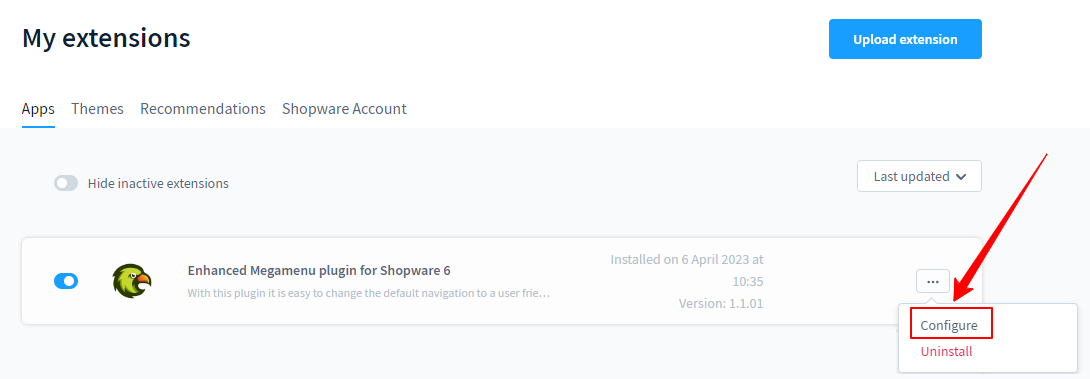 My extensions
Upload extension
Apps Themes Recommendations Shopware Account
Hide inactive extensions
Last updated
Enhanced Megamenu plugin for Shopware 6
With this plugin it is easy to change the default navigation to a user frie…
Installed on 6 April 2023 at
10:35
Version: 1.1.01
...
Configure
Uninstall